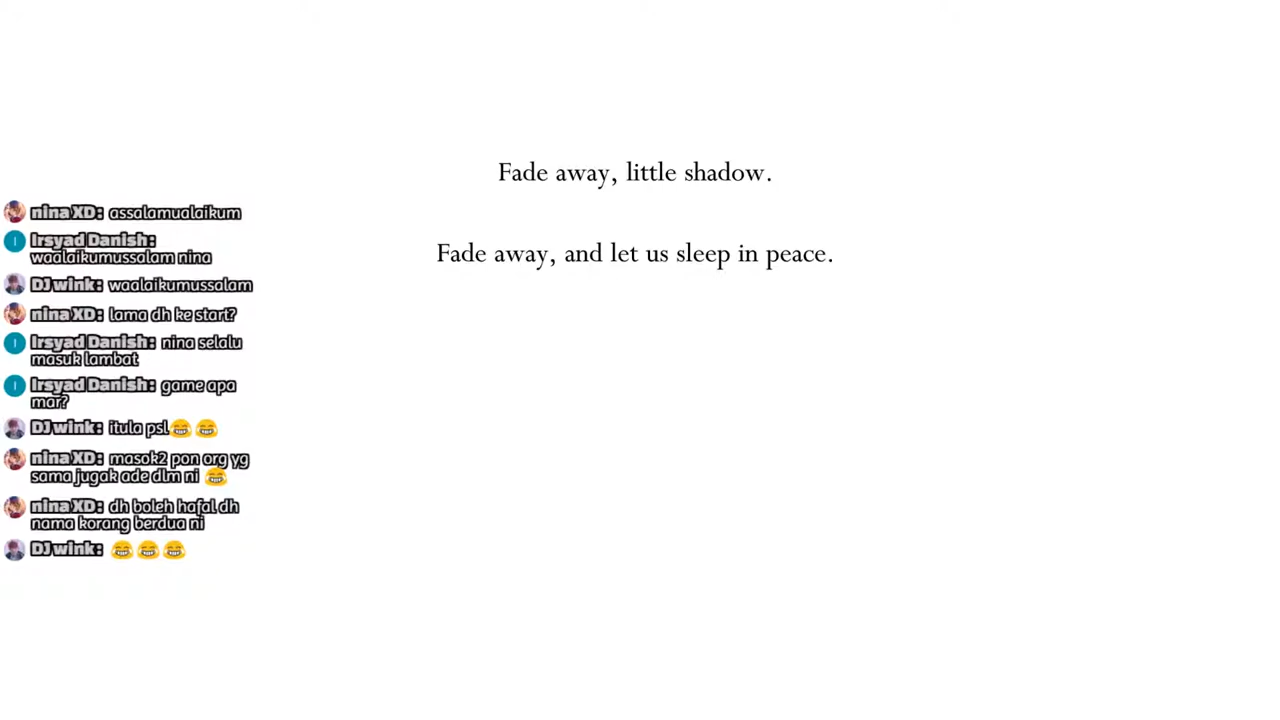 Fade away, little shadow.
Fade away, and let us sleep in peace.
nina XD: assalamualaikum
Irsyad Danish:
waalaikumussalam nina
DJ wink: waalaikumussalam
nina XD: lama dh ke start?
Irsyad Danish: nina selalu
masuk lambat
Irsyad Danish: game apa
mar?
DJ wink: itula psl😂 😂
nina XD: masok2 pon org yg
sama jugak ade dlm ni 😂
nina XD: dh boleh hafal dh
nama korang berdua ni
DJ wink: 😂 😂 😂
I
I
I